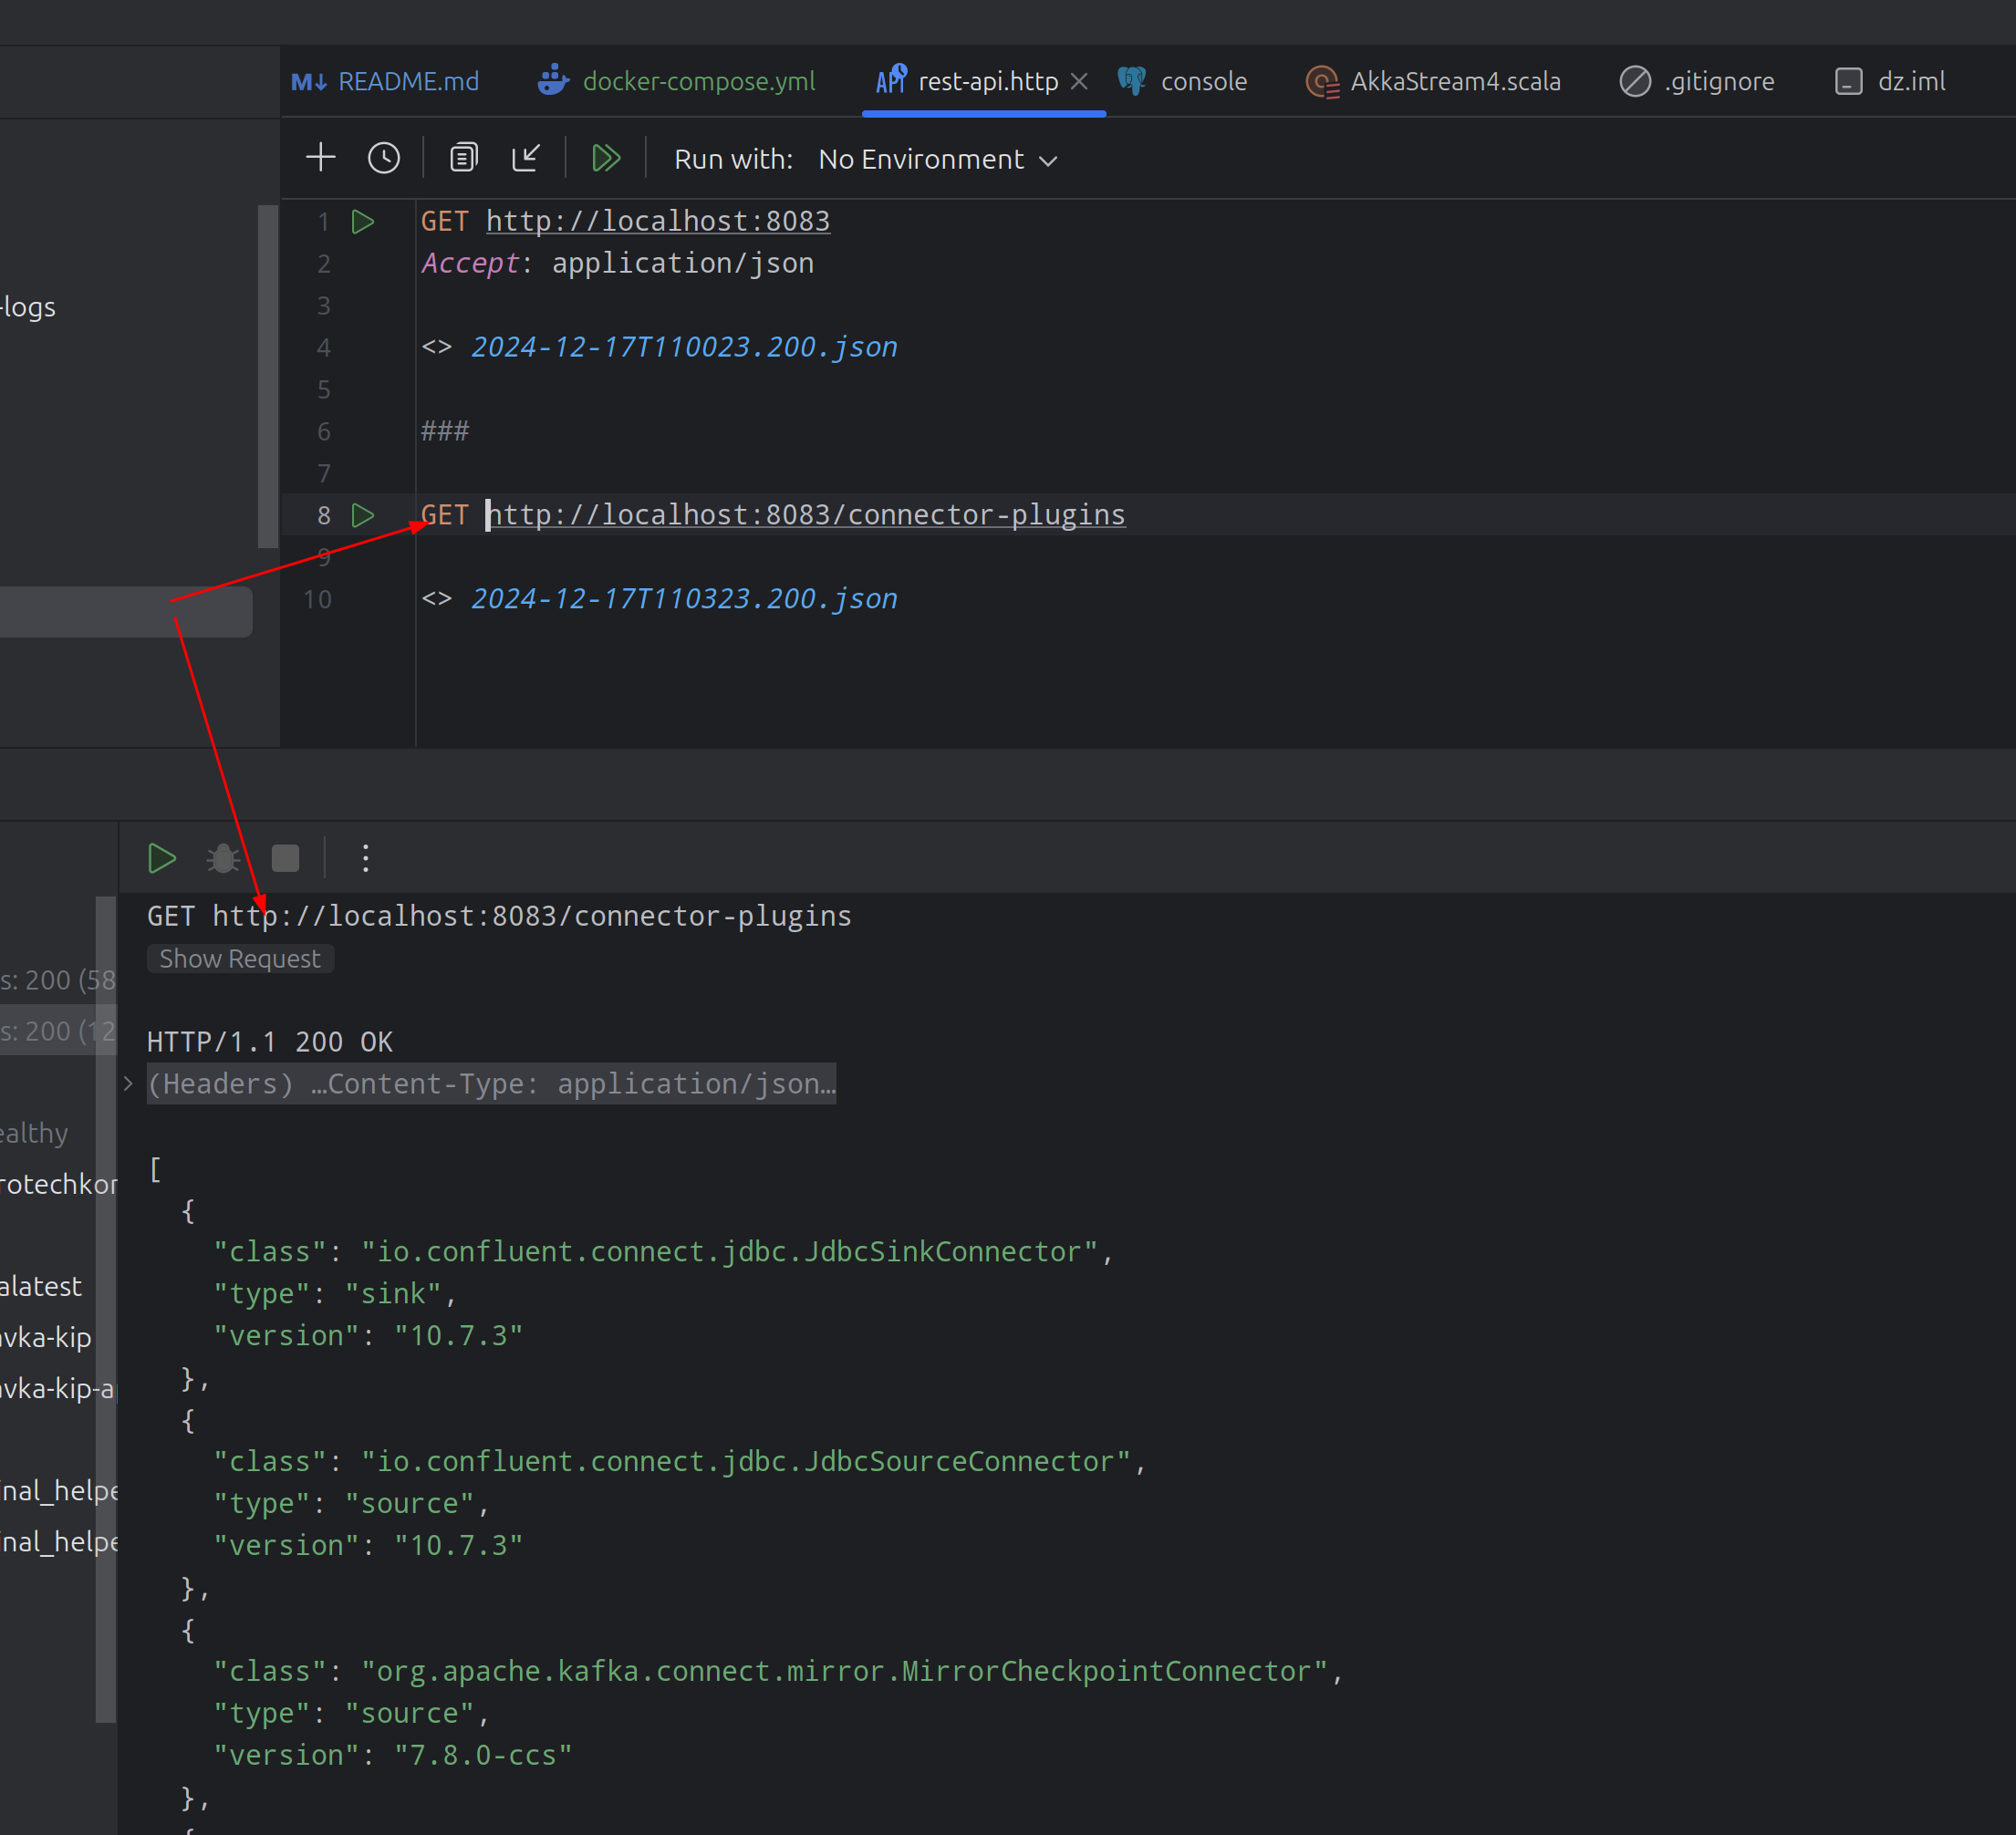 README.md docker-compose.yml rest-api.http console AkkaStream4.scala .gitignore dz.iml
Run with: No Environment
1 GET http://localhost:8083
2 Accept: application/json
3
4 <> 2024-12-17T110023.200.json
5
6 ###
7
8 GET http://localhost:8083/connector-plugins
9
10 <> 2024-12-17T110323.200.json
-logs
GET http://localhost:8083/connector-plugins
Show Request
HTTP/1.1 200 OK
(Headers) …Content-Type: application/json…
[
{
"class": "io.confluent.connect.jdbc.JdbcSinkConnector",
"type": "sink",
"version": "10.7.3"
},
{
"class": "io.confluent.connect.jdbc.JdbcSourceConnector",
"type": "source",
"version": "10.7.3"
},
{
"class": "org.apache.kafka.connect.mirror.MirrorCheckpointConnector",
"type": "source",
"version": "7.8.0-ccs"
},
{
s: 200 (58
s: 200 (12
ealthy
rotechkor
alatest
vka-kip
vka-kip-a
nal_helpe
nal_helpe